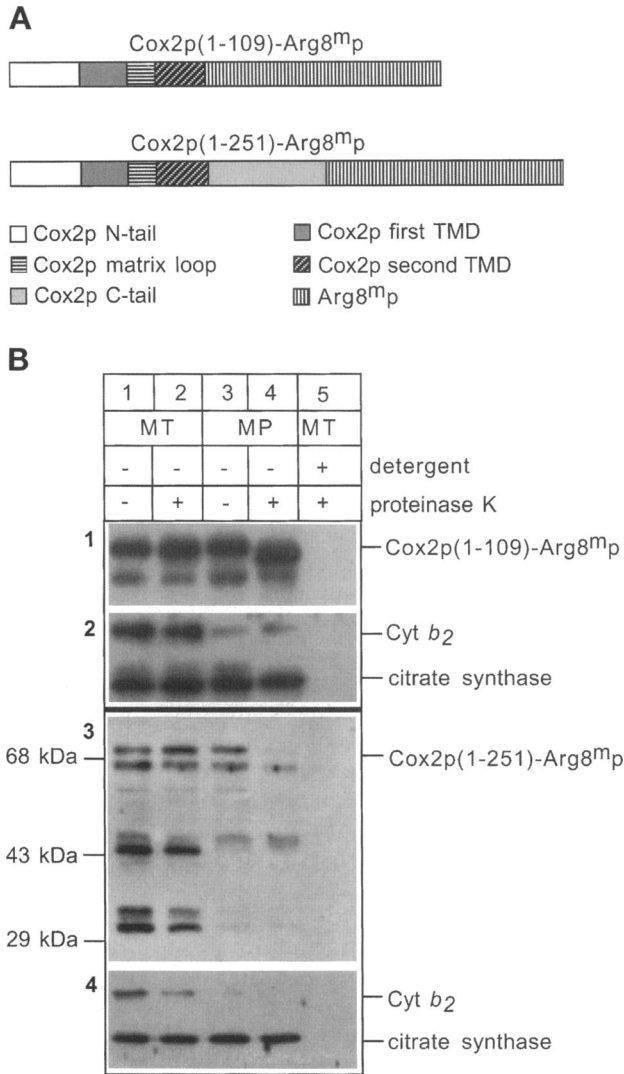 A
Cox2p(1-109)-Arg8ᵐp
Cox2p(1-251)-Arg8ᵐp
Cox2p N-tail
Cox2p first TMD
Cox2p matrix loop
Cox2p second TMD
Cox2p C-tail
Arg8ᵐp
B
1 2 3 4 5
MT MP MT
- - - - + detergent
- + - + + proteinase K
1
Cox2p(1-109)-Arg8ᵐp
2
Cyt b2
citrate synthase
3
68 kDa
Cox2p(1-251)-Arg8ᵐp
43 kDa
29 kDa
4
Cyt b2
citrate synthase